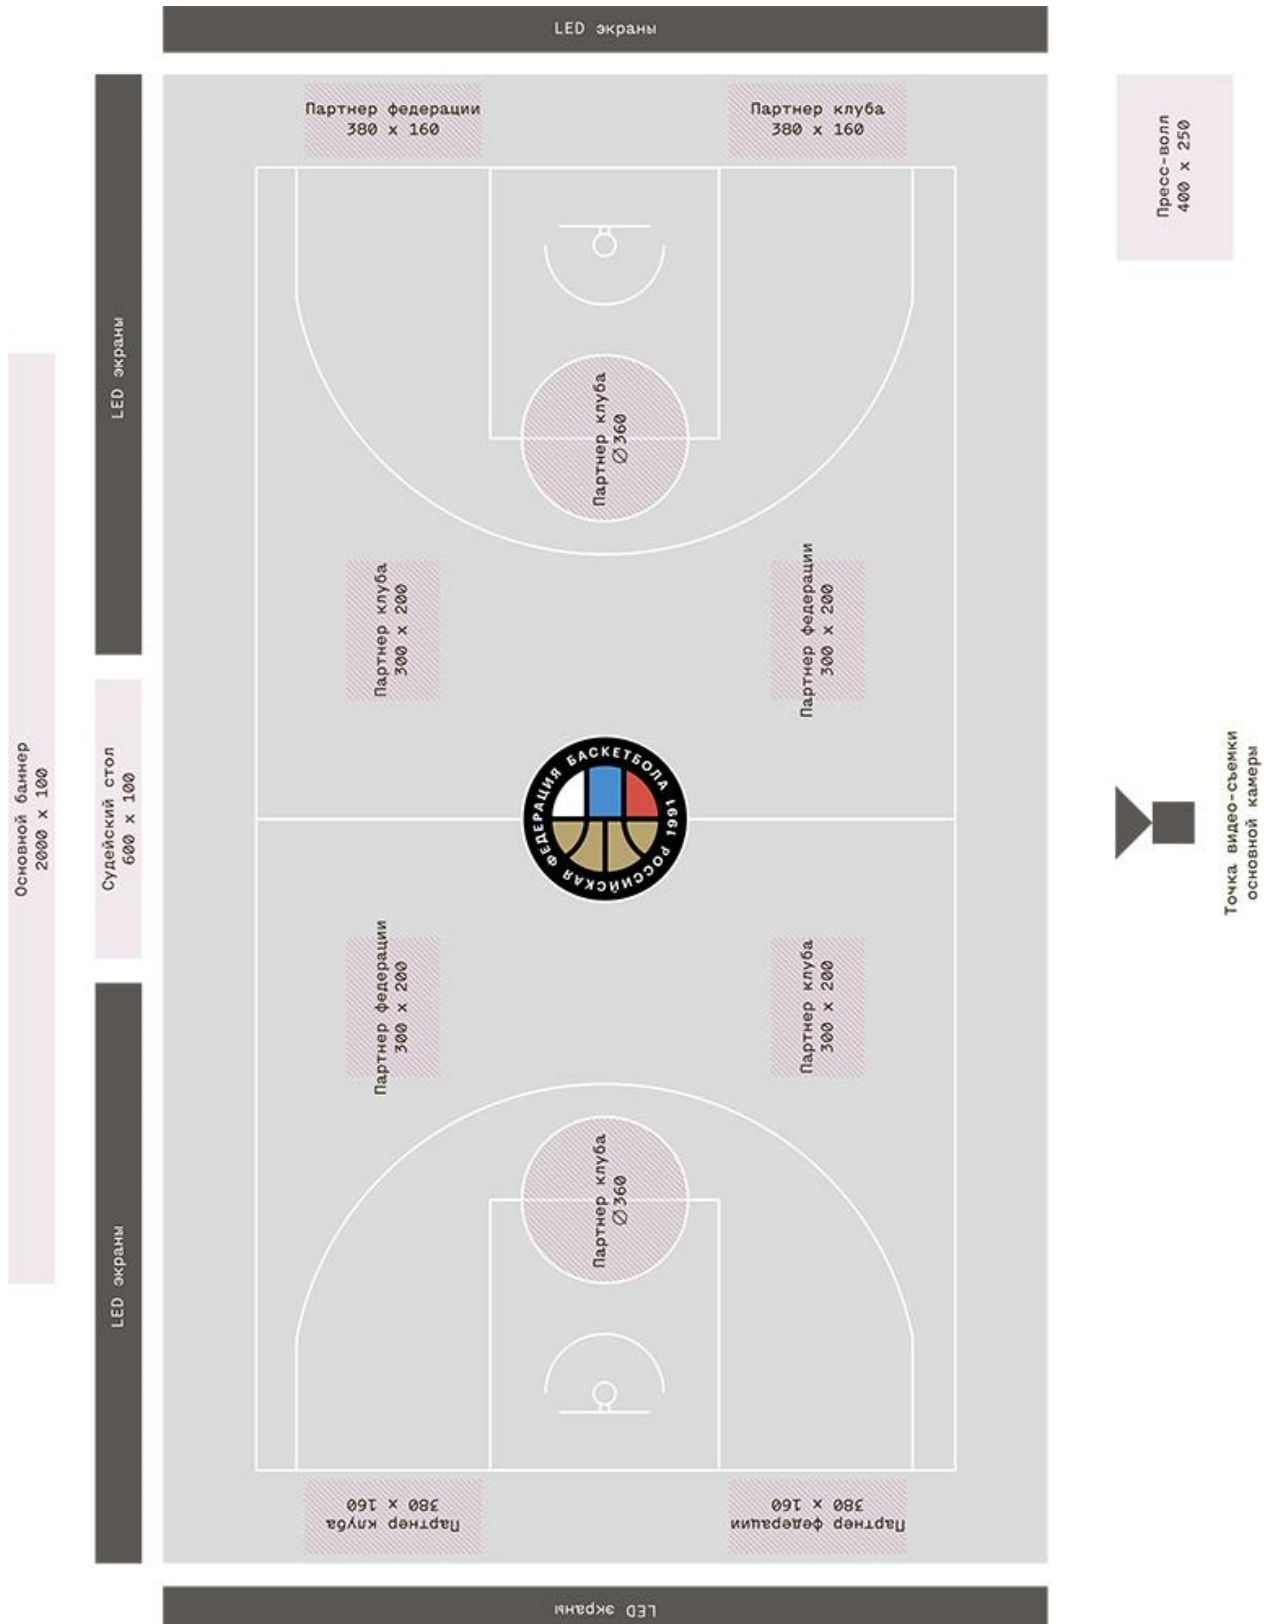 LED экраны
Партнер федерации
380 x 160
Партнер клуба
380 x 160
Пресс-волл
400 x 250
LED экраны
Партнер клуба
∅360
Партнер клуба
300 x 200
Партнер федерации
300 x 200
Основной баннер
2000 x 100
Судейский стол
600 x 100
РОССИЙСКАЯ ФЕДЕРАЦИЯ БАСКЕТБОЛА 1991
Точка видео-съемки
основной камеры
Партнер федерации
300 x 200
Партнер клуба
300 x 200
Партнер клуба
∅360
LED экраны
Партнер клуба
380 x 160
Партнер федерации
380 x 160
LED экраны